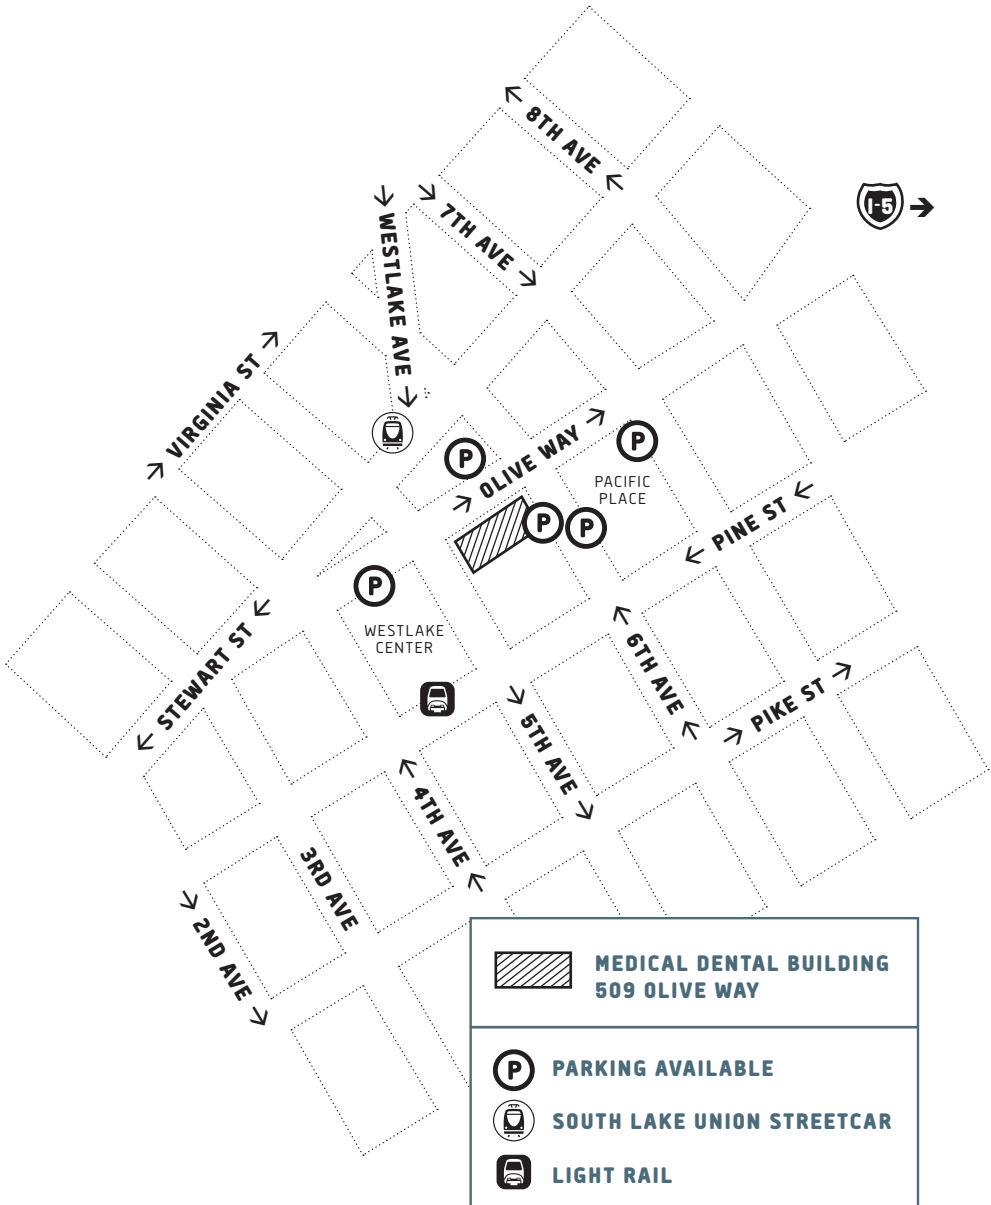 8TH AVE
7TH AVE
WESTLAKE AVE
I-5
VIRGINIA ST
OLIVE WAY
P
P
PACIFIC
PLACE
P
P
PINE ST
P
WESTLAKE
CENTER
STEWART ST
6TH AVE
PIKE ST
5TH AVE
4TH AVE
3RD AVE
2ND AVE
MEDICAL DENTAL BUILDING
509 OLIVE WAY
P PARKING AVAILABLE
SOUTH LAKE UNION STREETCAR
LIGHT RAIL